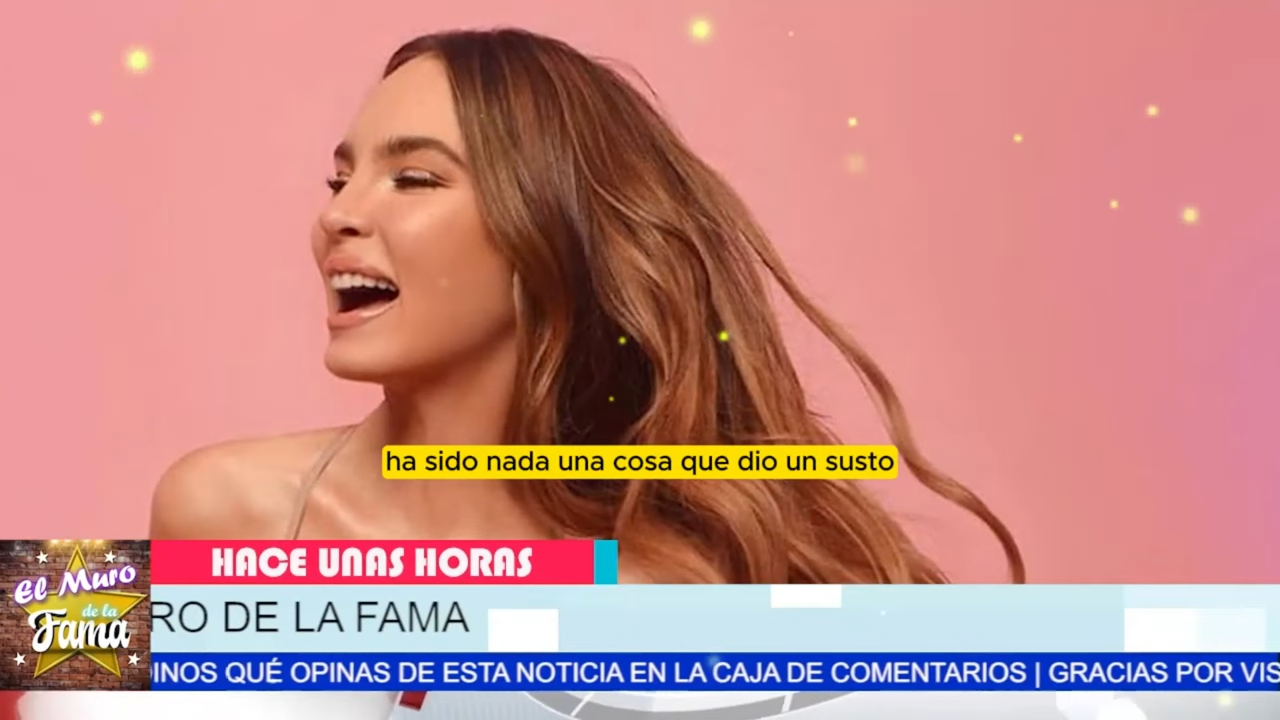 ha sido nada una cosa que dio un susto
HACE UNAS HORAS
El Muro
de la
Fama
RO DE LA FAMA
DINOS QUÉ OPINAS DE ESTA NOTICIA EN LA CAJA DE COMENTARIOS | GRACIAS POR VIS